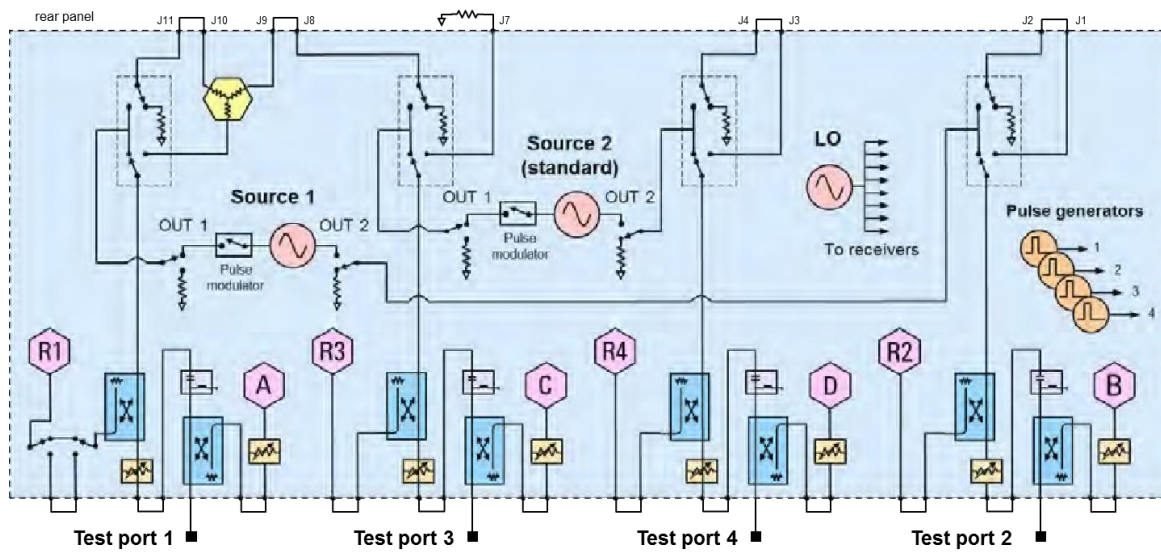 rear panel
J11 J10 J9 J8 J7 J4 J3 J2 J1
Source 1
OUT 1
OUT 2
Pulse
modulator
Source 2
(standard)
OUT 1
OUT 2
Pulse
modulator
LO
To receivers
Pulse generators
1
2
3
4
R1
A
R3
C
R4
D
R2
B
Test port 1
Test port 3
Test port 4
Test port 2